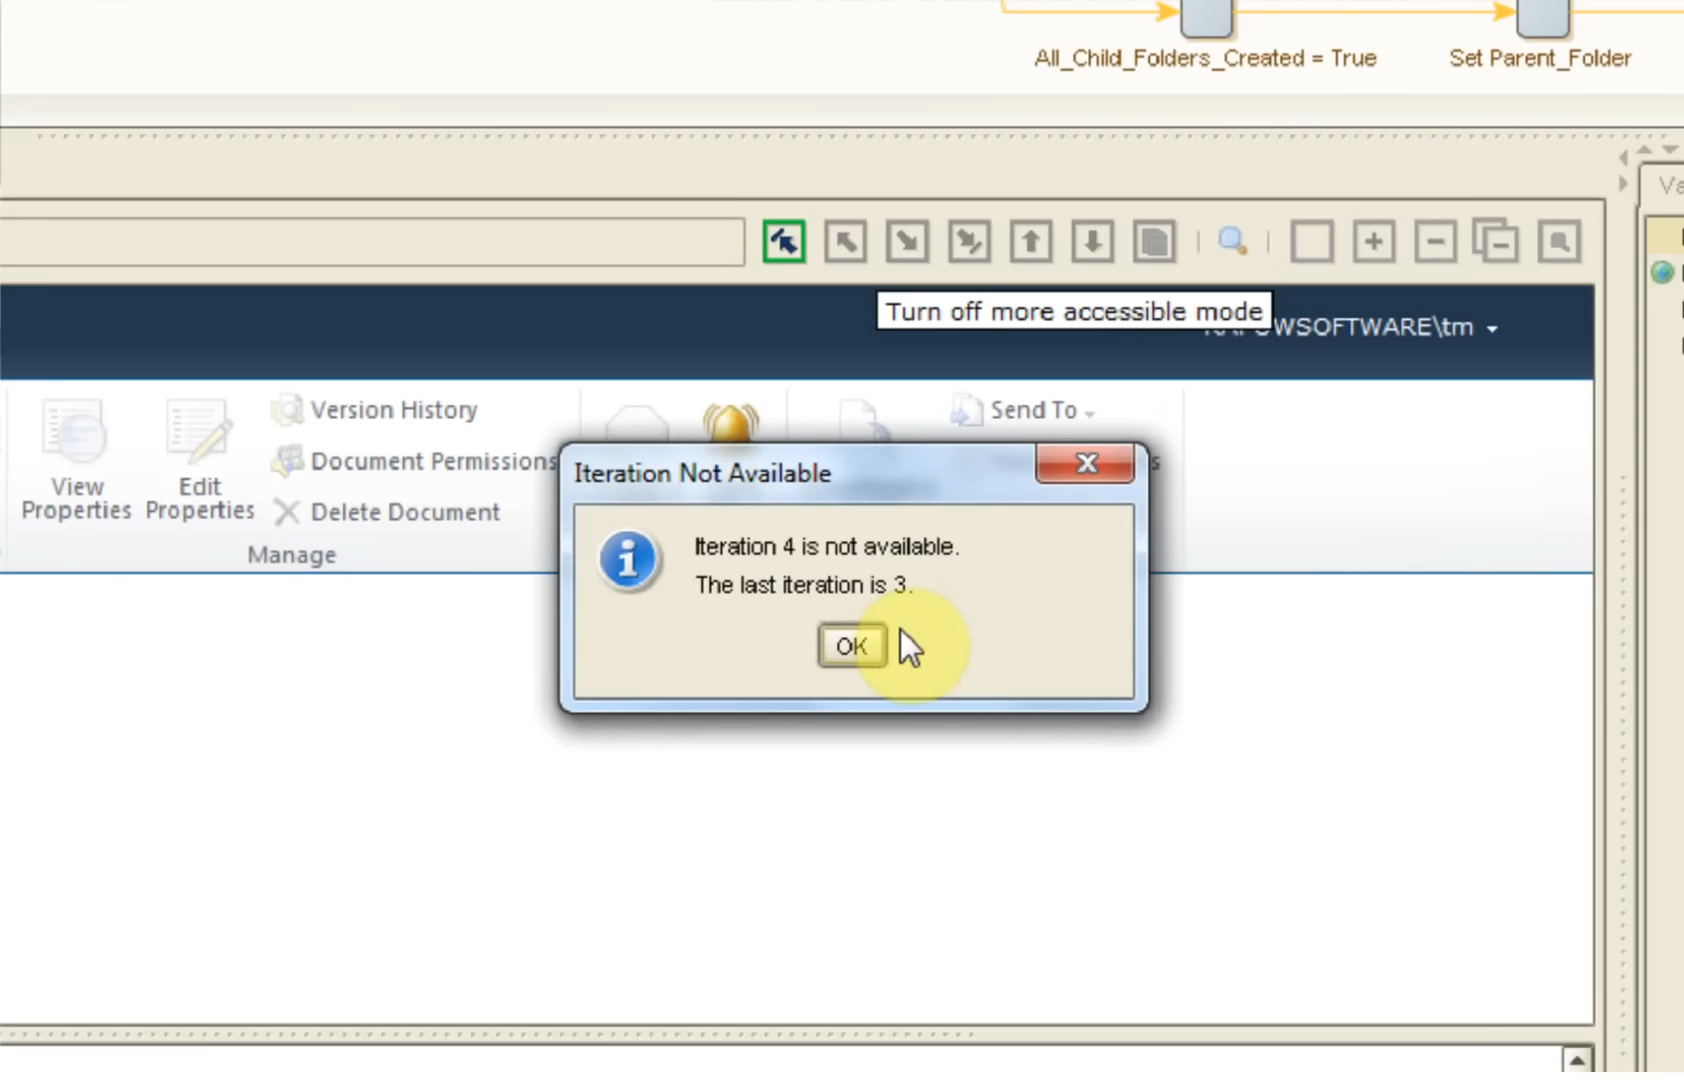 All_Child_Folders_Created = True
Set Parent_Folder
Turn off more accessible mode
WSOFTWARE\tm
Version History
Send To
Document Permissions
View
Properties
Edit
Properties
Delete Document
Manage
Iteration Not Available
Iteration 4 is not available.
The last iteration is 3.
OK